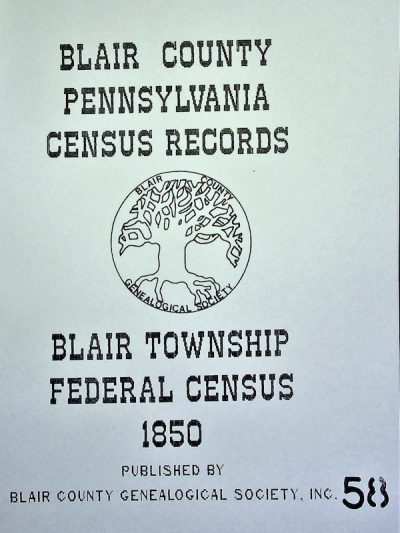 BLAIR COUNTY
PENNSYLVANIA
CENSUS RECORDS
BLAIR COUNTY
GENEALOGICAL SOCIETY
BLAIR TOWNSHIP
FEDERAL CENSUS
1850
PUBLISHED BY
BLAIR COUNTY GENEALOGICAL SOCIETY, INC. 58